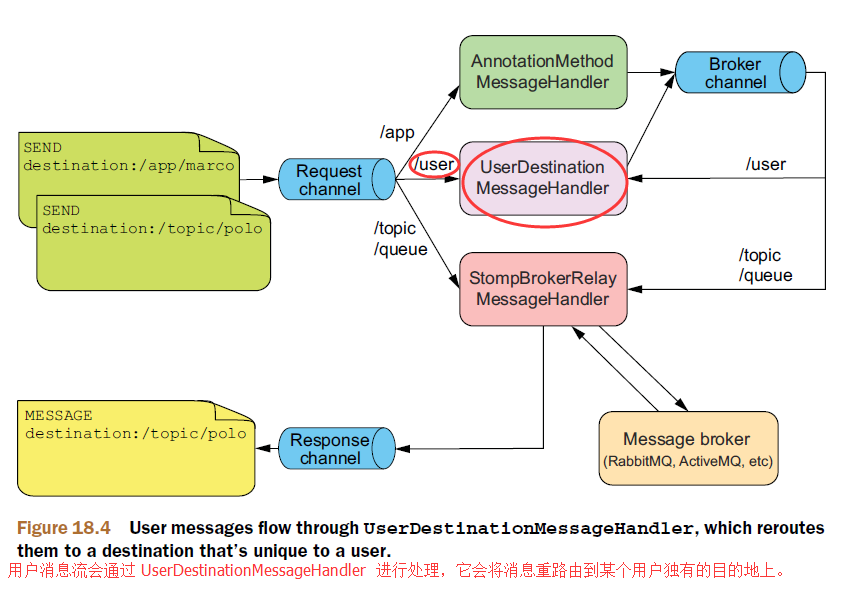 AnnotationMethod
MessageHandler
Broker
channel
/app
SEND
destination:/app/marco
Request
channel
/user
UserDestination
MessageHandler
/user
SEND
destination:/topic/polo
/topic
/queue
StompBrokerRelay
MessageHandler
/topic
/queue
MESSAGE
destination:/topic/polo
Response
channel
Message broker
(RabbitMQ, ActiveMQ, etc)
Figure 18.4 User messages flow through UserDestinationMessageHandler, which reroutes
them to a destination that's unique to a user.
用户消息流会通过 UserDestinationMessageHandler 进行处理，它会将消息重路由到某个用户独有的目的地上。